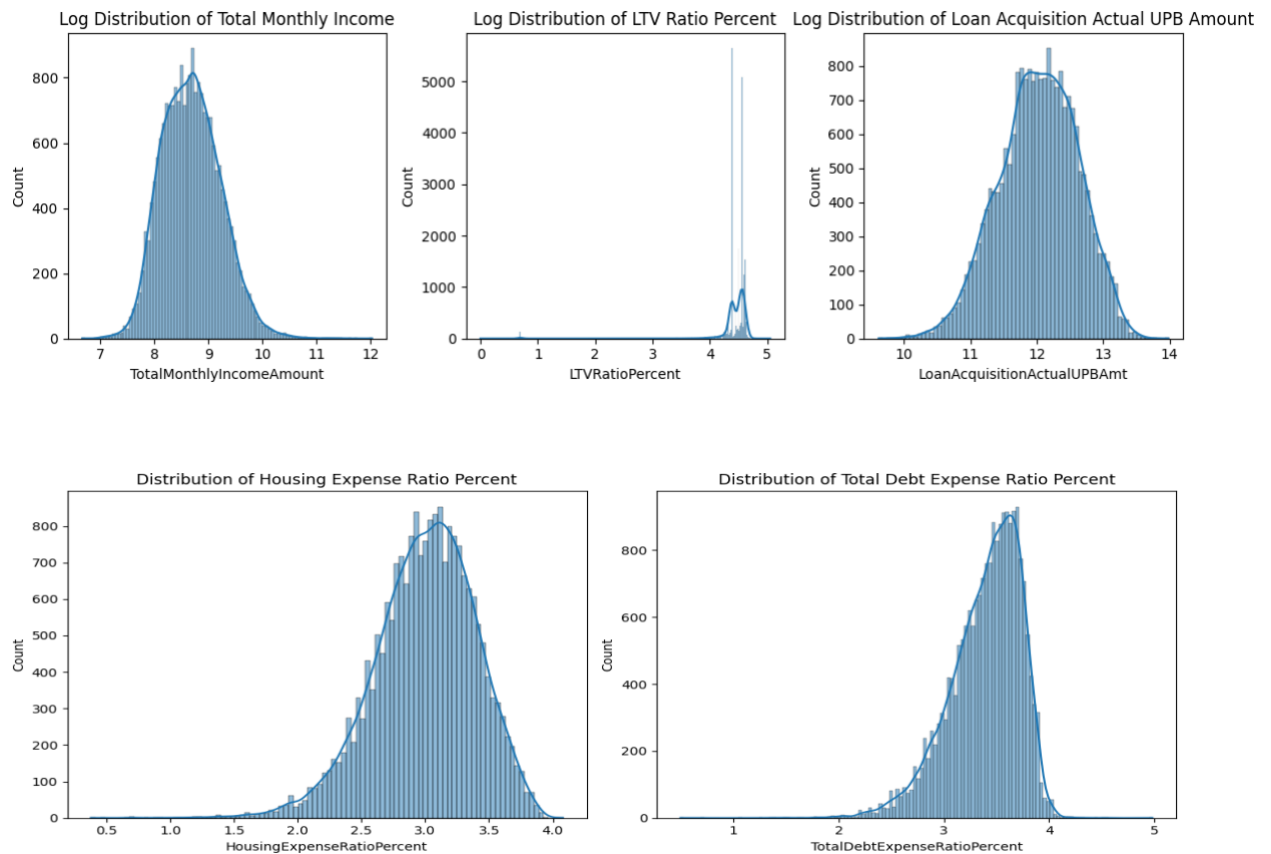 Log Distribution of Total Monthly Income
800
600
400
200
0
Count
7 8 9 10 11 12
TotalMonthlyIncomeAmount
Log Distribution of LTV Ratio Percent
5000
4000
3000
2000
1000
0
Count
0 1 2 3 4 5
LTVRatioPercent
Log Distribution of Loan Acquisition Actual UPB Amount
800
700
600
500
400
300
200
100
0
Count
10 11 12 13 14
LoanAcquisitionActualUPBAmt
Distribution of Housing Expense Ratio Percent
800
700
600
500
400
300
200
100
0
Count
0.5 1.0 1.5 2.0 2.5 3.0 3.5 4.0
HousingExpenseRatioPercent
Distribution of Total Debt Expense Ratio Percent
800
600
400
200
0
Count
1 2 3 4 5
TotalDebtExpenseRatioPercent